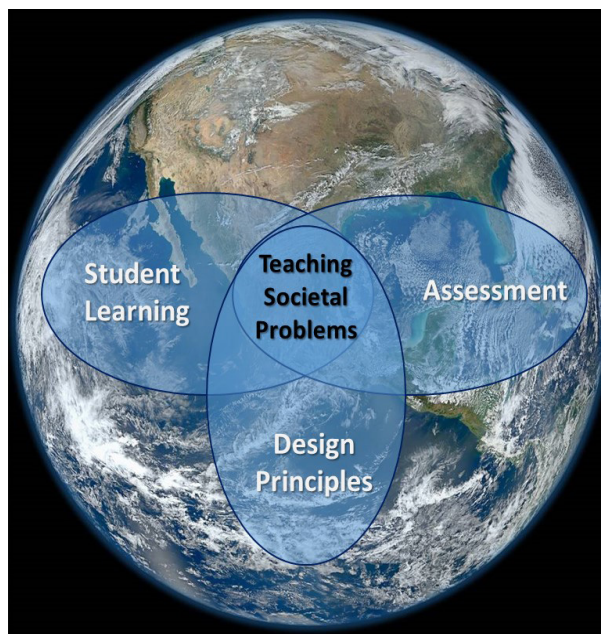 Student
Learning
Teaching
Societal
Problems
Assessment
Design
Principles